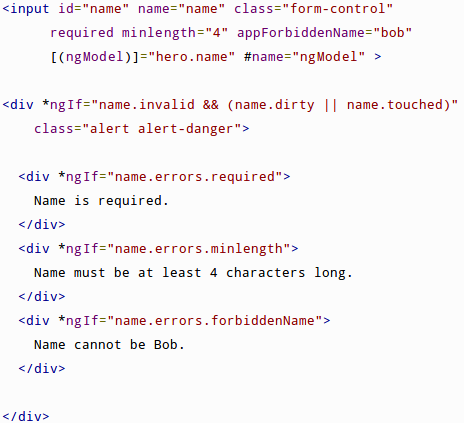 <input id="name" name="name" class="form-control"
      required minlength="4" appForbiddenName="bob"
      [(ngModel)]="hero.name" #name="ngModel" >

<div *ngIf="name.invalid && (name.dirty || name.touched)"
    class="alert alert-danger">

  <div *ngIf="name.errors.required">
    Name is required.
  </div>
  <div *ngIf="name.errors.minlength">
    Name must be at least 4 characters long.
  </div>
  <div *ngIf="name.errors.forbiddenName">
    Name cannot be Bob.
  </div>

</div>